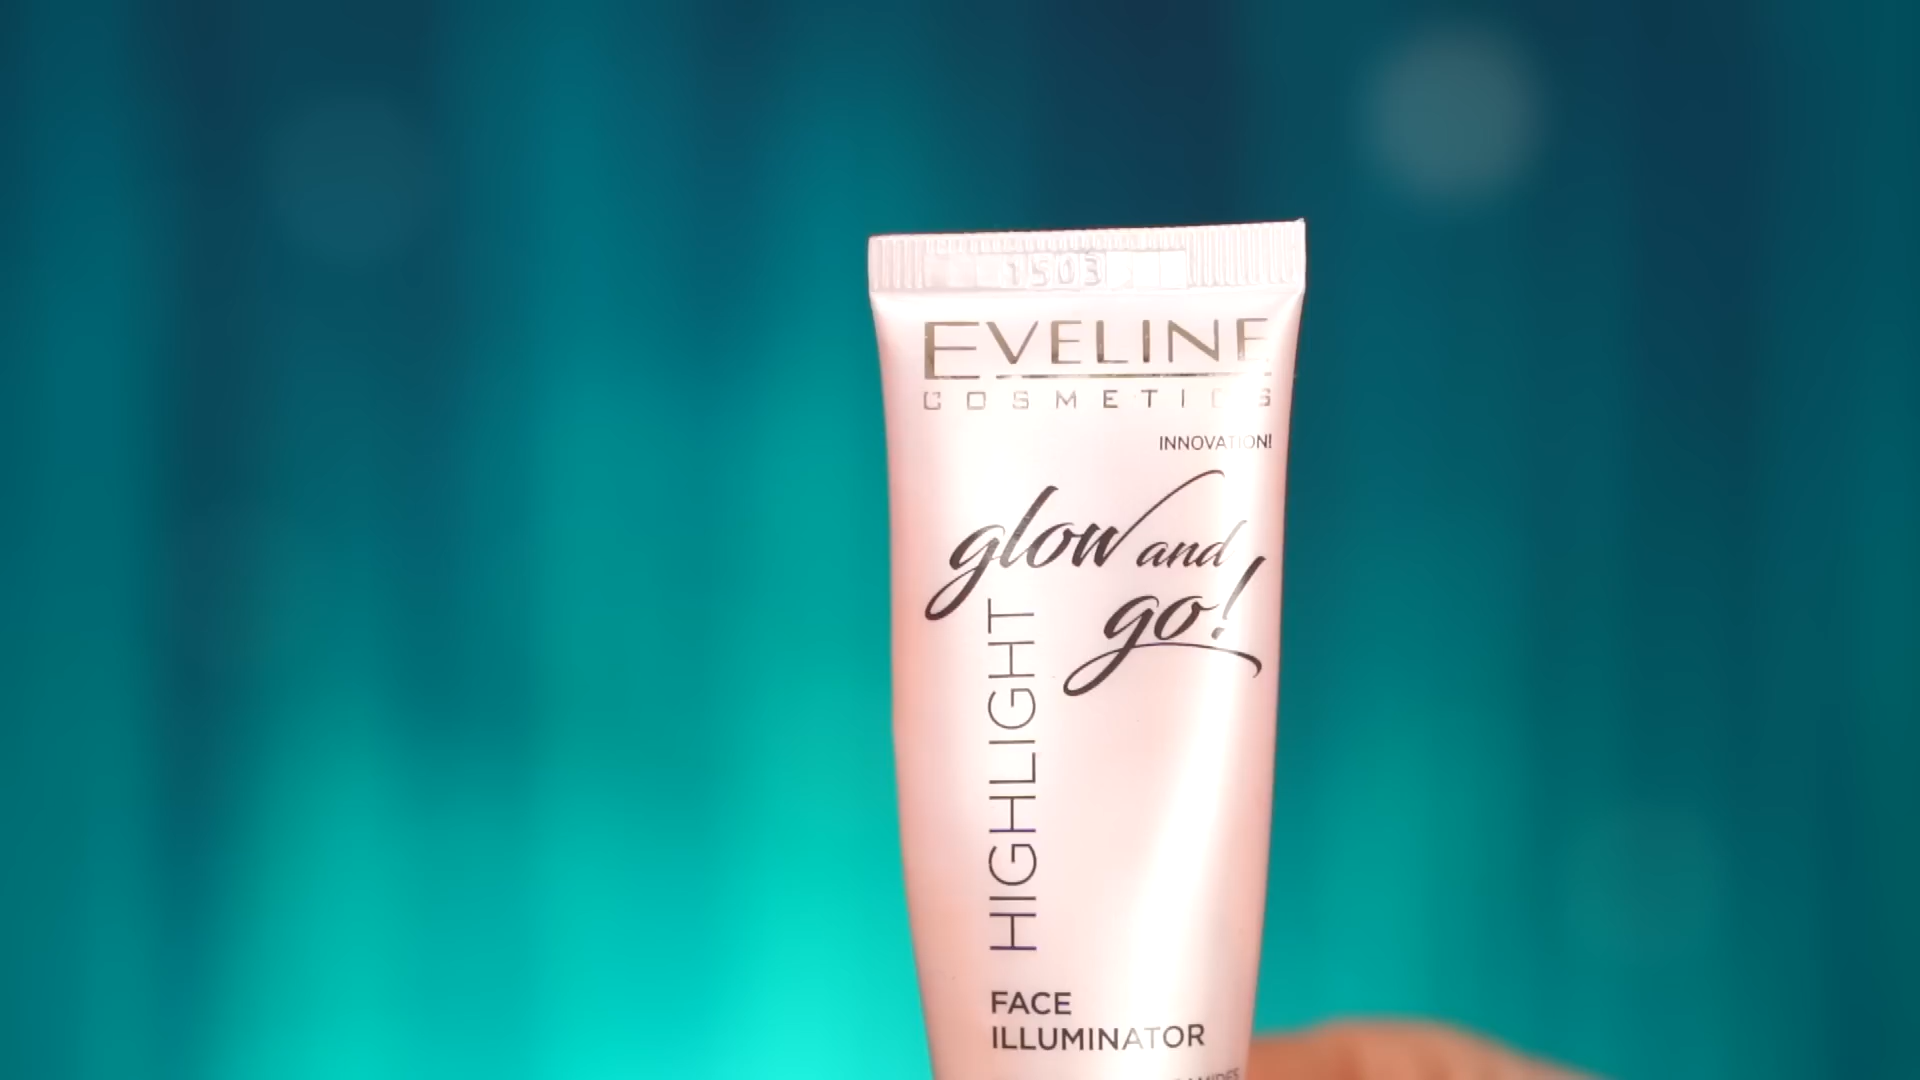 1503
EVELINE
COSMETICS
INNOVATION!
glow and
go!
HIGHLIGHT
FACE
ILLUMINATOR